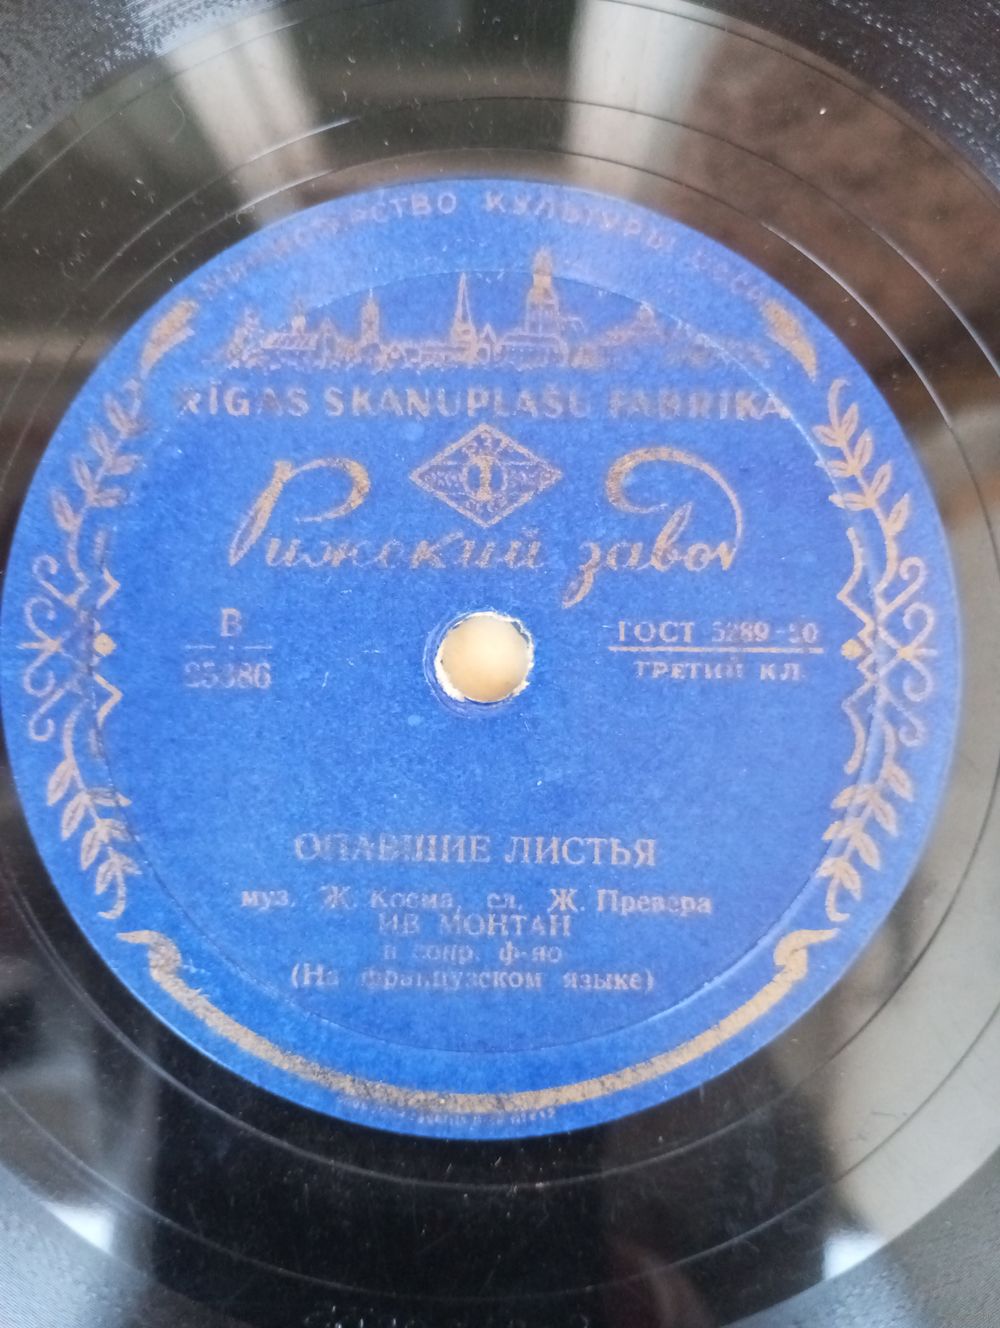 МИНИСТЕРСТВО КУЛЬТУРЫ СССР
RĪGAS SKAŅUPLAŠU FABRIKA
Рижский завод
В
25386
ГОСТ 5289-50
ТРЕТИЙ КЛ.
ОПАВШИЕ ЛИСТЬЯ
муз. Ж. Косма, сл. Ж. Превера
ИВ МОНТАН
в сопр. ф-но
(На французском языке)